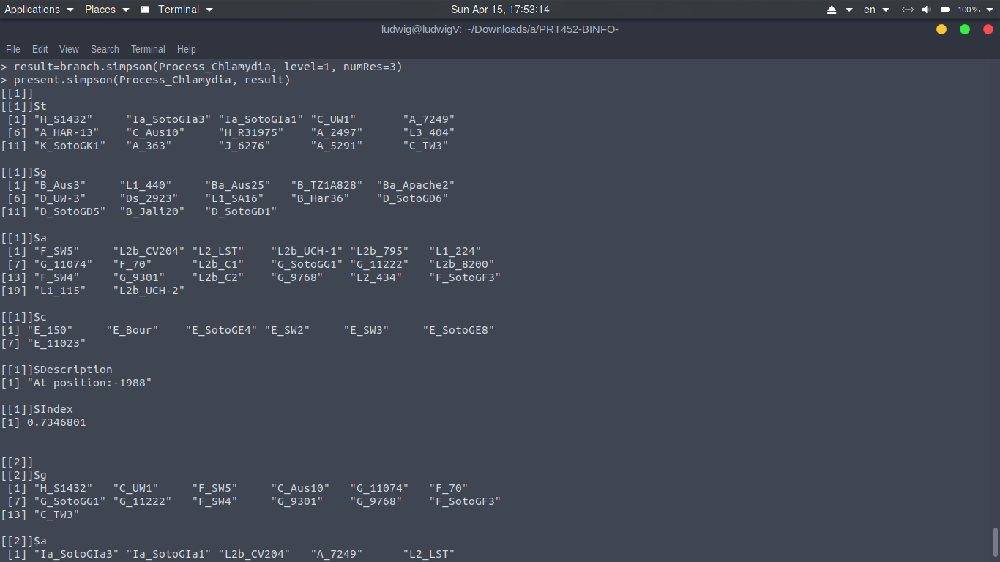 Applications Places Terminal Sun Apr 15, 17:53:14 en 100%
ludwig@ludwigV: ~/Downloads/a/PRT452-BINFO-
File Edit View Search Terminal Help
> result=branch.simpson(Process_Chlamydia, level=1, numRes=3)
> present.simpson(Process_Chlamydia, result)
[[1]]
[[1]]$t
 [1] "H_S1432"     "Ia_SotoGIa3" "Ia_SotoGIa1" "C_UW1"       "A_7249"
 [6] "A_HAR-13"    "C_Aus10"     "H_R31975"    "A_2497"      "L3_404"
[11] "K_SotoGK1"   "A_363"       "J_6276"      "A_5291"      "C_TW3"

[[1]]$g
 [1] "B_Aus3"     "L1_440"     "Ba_Aus25"   "B_TZ1A828"  "Ba_Apache2"
 [6] "D_UW-3"     "Ds_2923"    "L1_SA16"    "B_Har36"    "D_SotoGD6"
[11] "D_SotoGD5"  "B_Jali20"   "D_SotoGD1"

[[1]]$a
 [1] "F_SW5"     "L2b_CV204" "L2_LST"    "L2b_UCH-1" "L2b_795"   "L1_224"
 [7] "G_11074"   "F_70"      "L2b_C1"    "G_SotoGG1" "G_11222"   "L2b_8200"
[13] "F_SW4"     "G_9301"    "L2b_C2"    "G_9768"    "L2_434"    "F_SotoGF3"
[19] "L1_115"    "L2b_UCH-2"

[[1]]$c
[1] "E_150"     "E_Bour"    "E_SotoGE4" "E_SW2"     "E_SW3"     "E_SotoGE8"
[7] "E_11023"

[[1]]$Description
[1] "At position:-1988"

[[1]]$Index
[1] 0.7346801


[[2]]
[[2]]$g
 [1] "H_S1432"   "C_UW1"     "F_SW5"     "C_Aus10"   "G_11074"   "F_70"
 [7] "G_SotoGG1" "G_11222"   "F_SW4"     "G_9301"    "G_9768"    "F_SotoGF3"
[13] "C_TW3"

[[2]]$a
 [1] "Ia_SotoGIa3" "Ia_SotoGIa1" "L2b_CV204"   "A_7249"      "L2_LST"